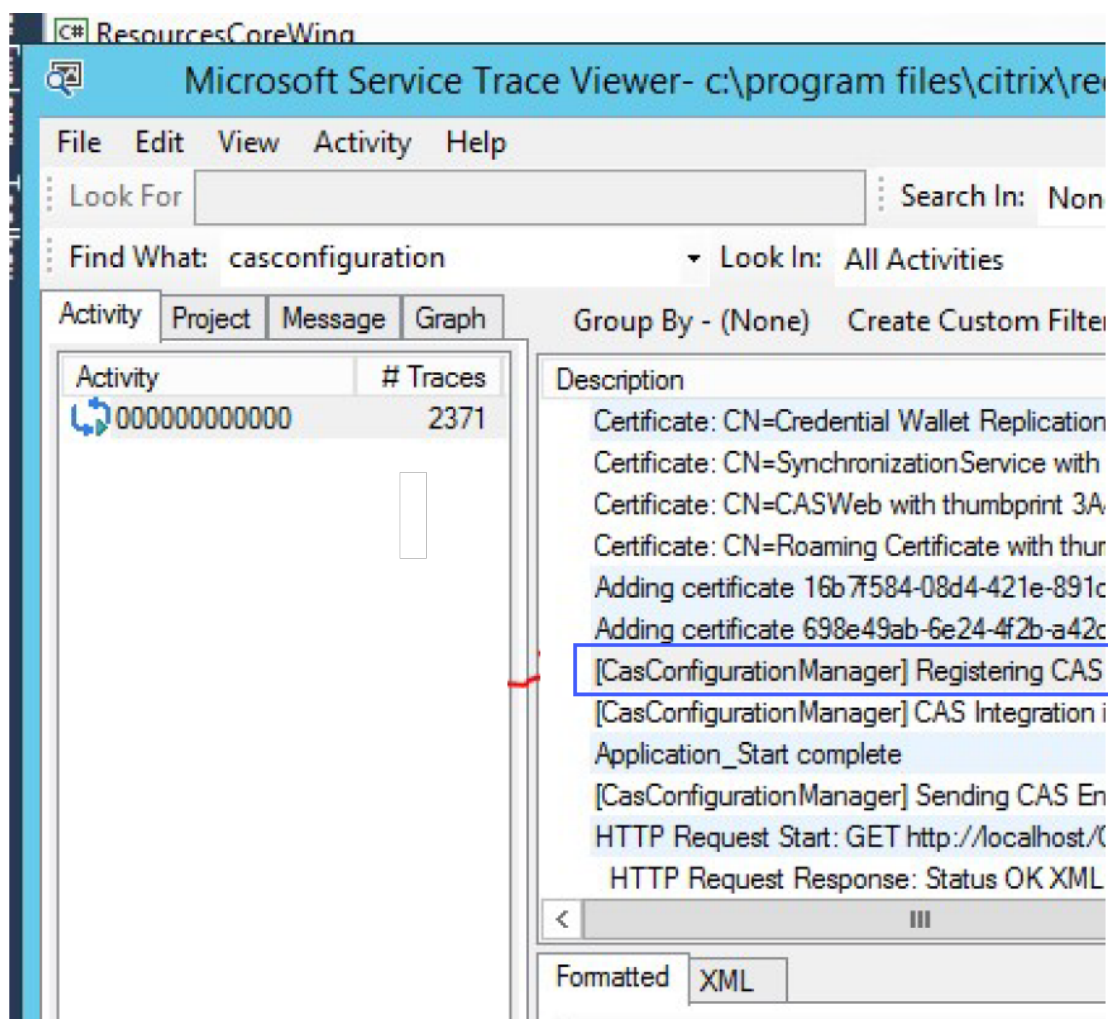 C# ResourcesCoreWing
Microsoft Service Trace Viewer- c:\program files\citrix\rec
File Edit View Activity Help
Look For Search In: Non
Find What: casconfiguration Look In: All Activities
Activity Project Message Graph Group By - (None) Create Custom Filter
Activity # Traces Description
000000000000 2371
Certificate: CN=Credential Wallet Replication
Certificate: CN=SynchronizationService with
Certificate: CN=CASWeb with thumbprint 3A
Certificate: CN=Roaming Certificate with thum
Adding certificate 16b7f584-08d4-421e-891c
Adding certificate 698e49ab-6e24-4f2b-a42c
[CasConfigurationManager] Registering CAS
[CasConfigurationManager] CAS Integration i
Application_Start complete
[CasConfigurationManager] Sending CAS En
HTTP Request Start: GET http://localhost/C
HTTP Request Response: Status OK XML
Formatted XML